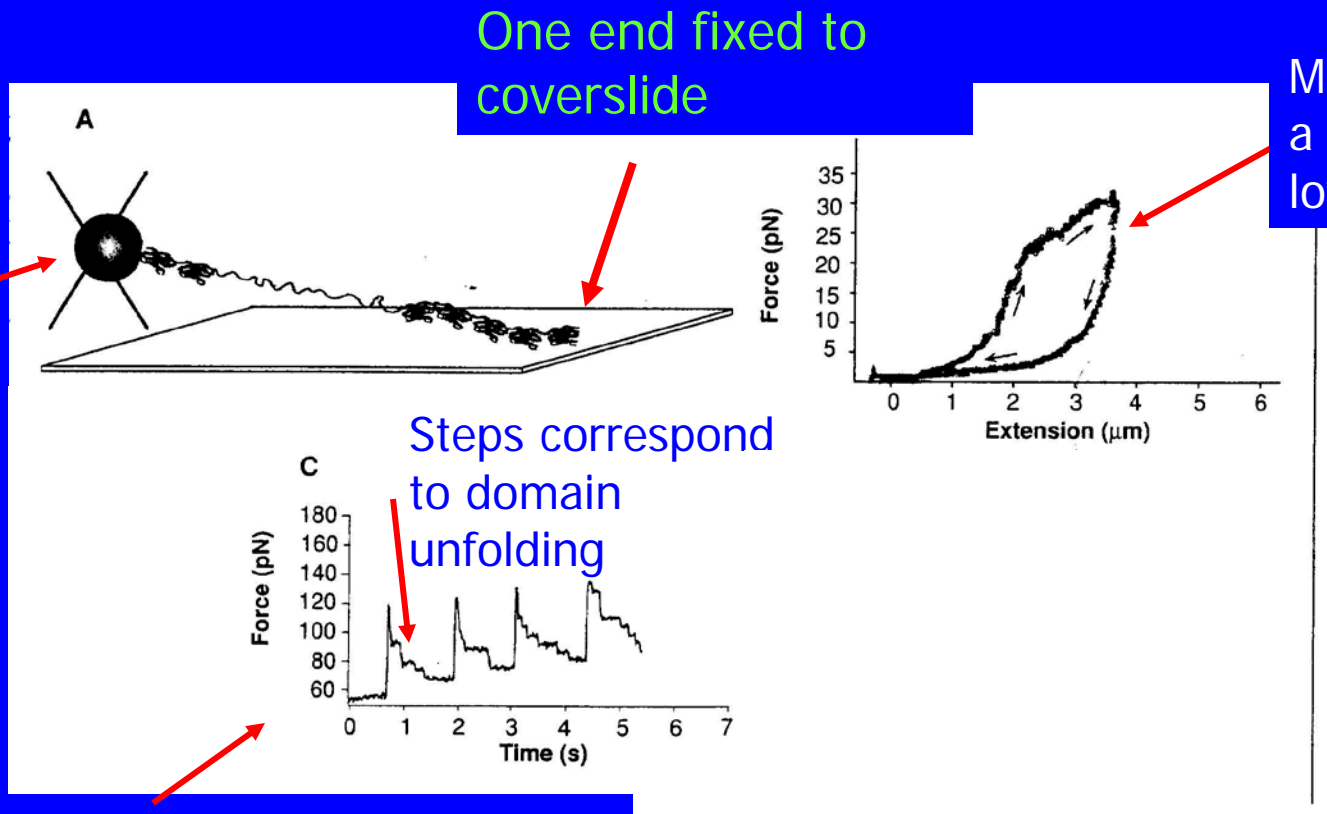 One end fixed to
coverslide
M
a
lo
A
35
30
25
20
15
10
5
Force (pN)
0 1 2 3 4 5 6
Extension (μm)
Steps correspond
to domain
unfolding
C
180
160
140
120
100
80
60
Force (pN)
0 1 2 3 4 5 6 7
Time (s)